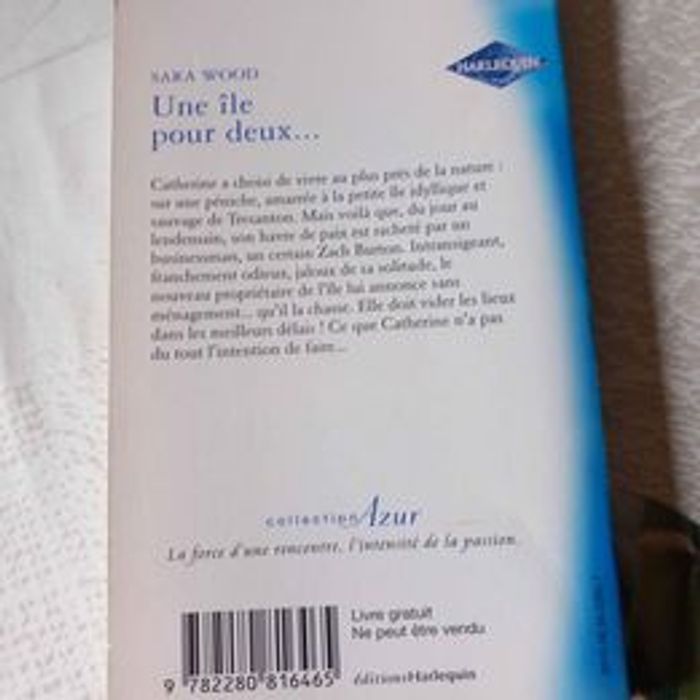 HARLEQUIN
SARA WOOD
Une île
pour deux...
Catherine a choisi de vivre au plus près de la nature :
sur une péniche, amarrée à la petite île idyllique et
sauvage de Tresanton. Mais voilà que, du jour au
lendemain, son havre de paix est racheté par un
businessman, un certain Zach Burton. Intransigeant,
franchement odieux, jaloux de sa solitude, le
nouveau propriétaire de l'île lui annonce sans
ménagement... qu'il la chasse. Elle doit vider les lieux
dans les meilleurs délais ! Ce que Catherine n'a pas
du tout l'intention de faire...
collection Azur
La force d'une rencontre, l'intensité de la passion.
Livre gratuit
Ne peut être vendu
9 782280 816465
éditions Harlequin